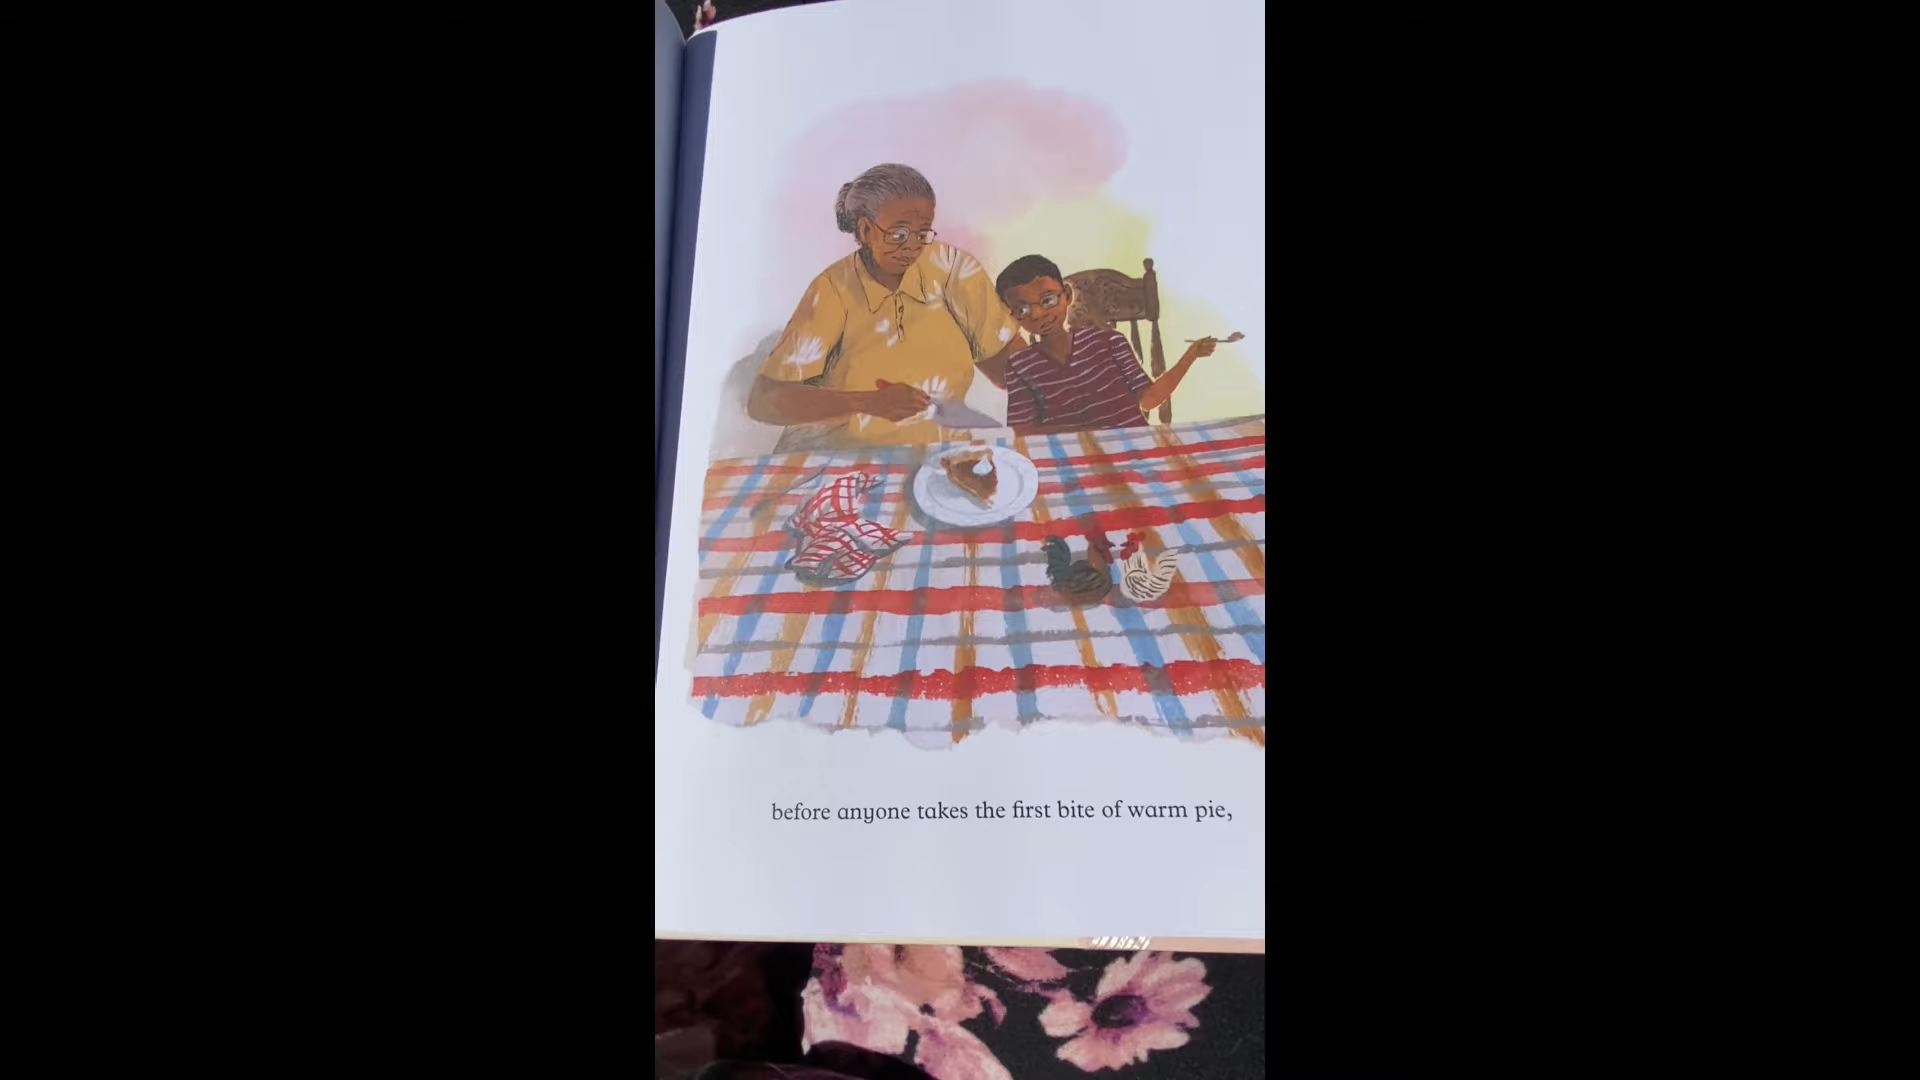 before anyone takes the first bite of warm pie,